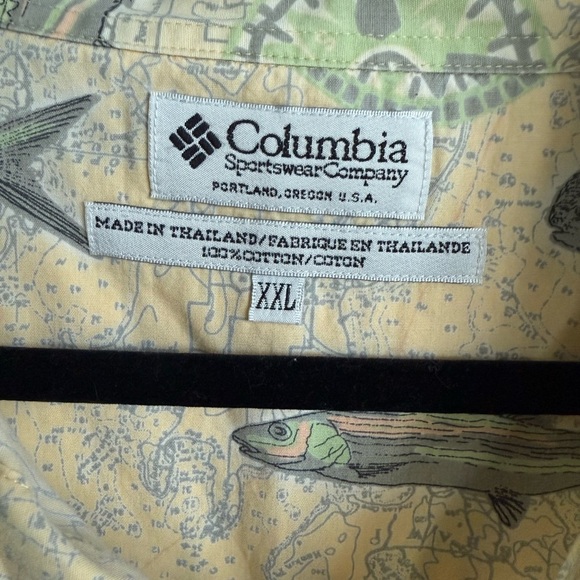 Columbia
Sportswear Company
PORTLAND, OREGON U.S.A.
MADE IN THAILAND/FABRIQUE EN THAILANDE
100% COTTON/COTON
XXL